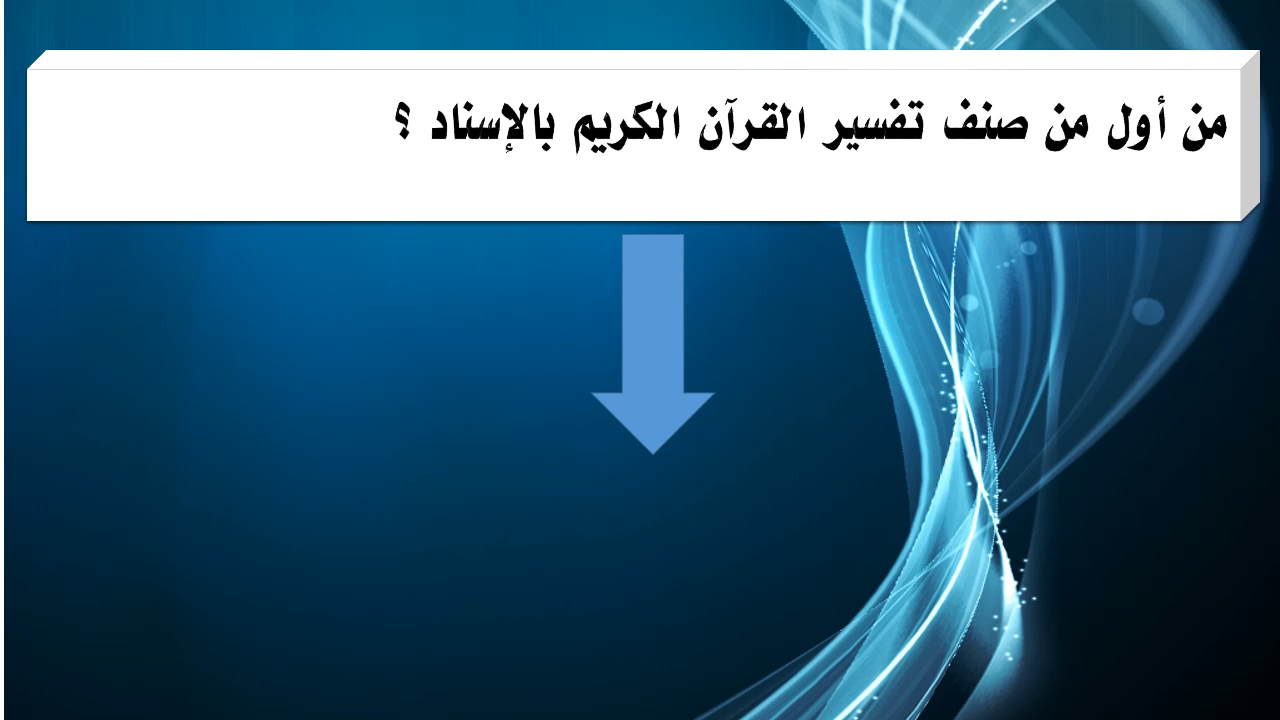 من أول من صنف تفسير القرآن الكريم بالإسناد ؟